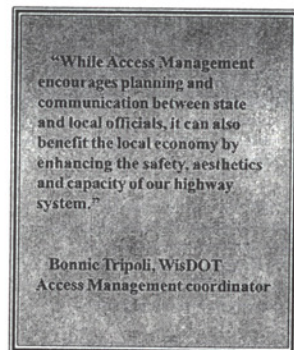 “While Access Management
encourages planning and
communication between state
and local officials, it can also
benefit the local economy by
enhancing the safety, aesthetics
and capacity of our highway
system.”
Bonnie Tripoli, WisDOT
Access Management coordinator